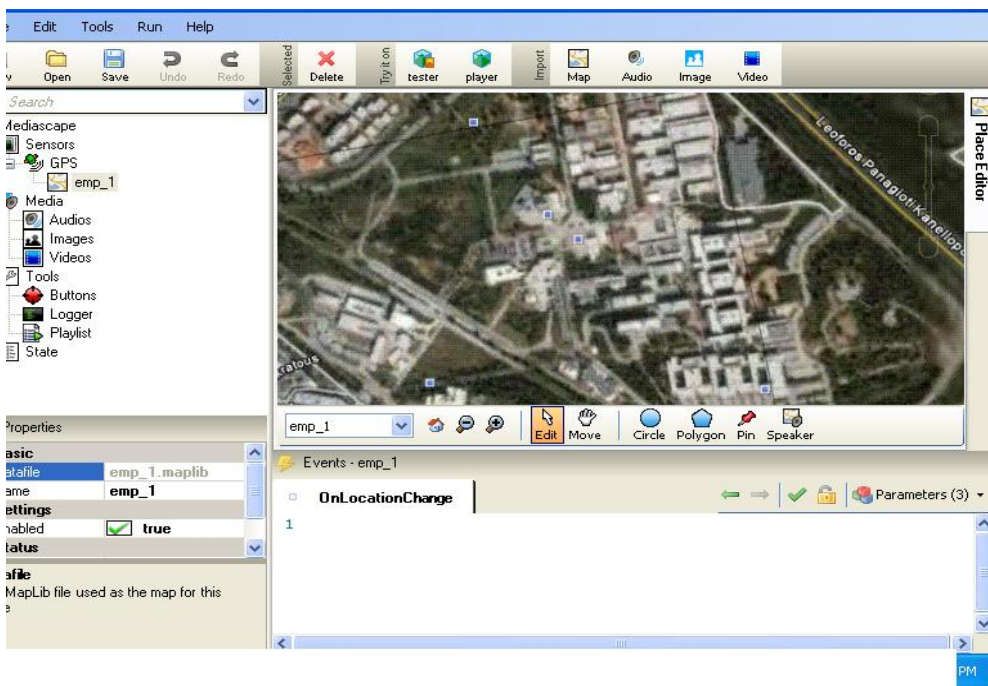 Edit Tools Run Help
Selected
Try it on
Import
Open Save Undo Redo Delete tester player Map Audio Image Video
Search
Mediascape
Sensors
GPS
emp_1
Media
Audios
Images
Videos
Tools
Buttons
Logger
Playlist
State
Leoforos Panagioti Kanellopo
ratous
Place Editor
emp_1
Edit Move Circle Polygon Pin Speaker
Properties
asic
atafile emp_1.maplib
ame emp_1
ettings
nabled true
tatus
afile
MapLib file used as the map for this
e
Events - emp_1
OnLocationChange
Parameters (3)
1
PM